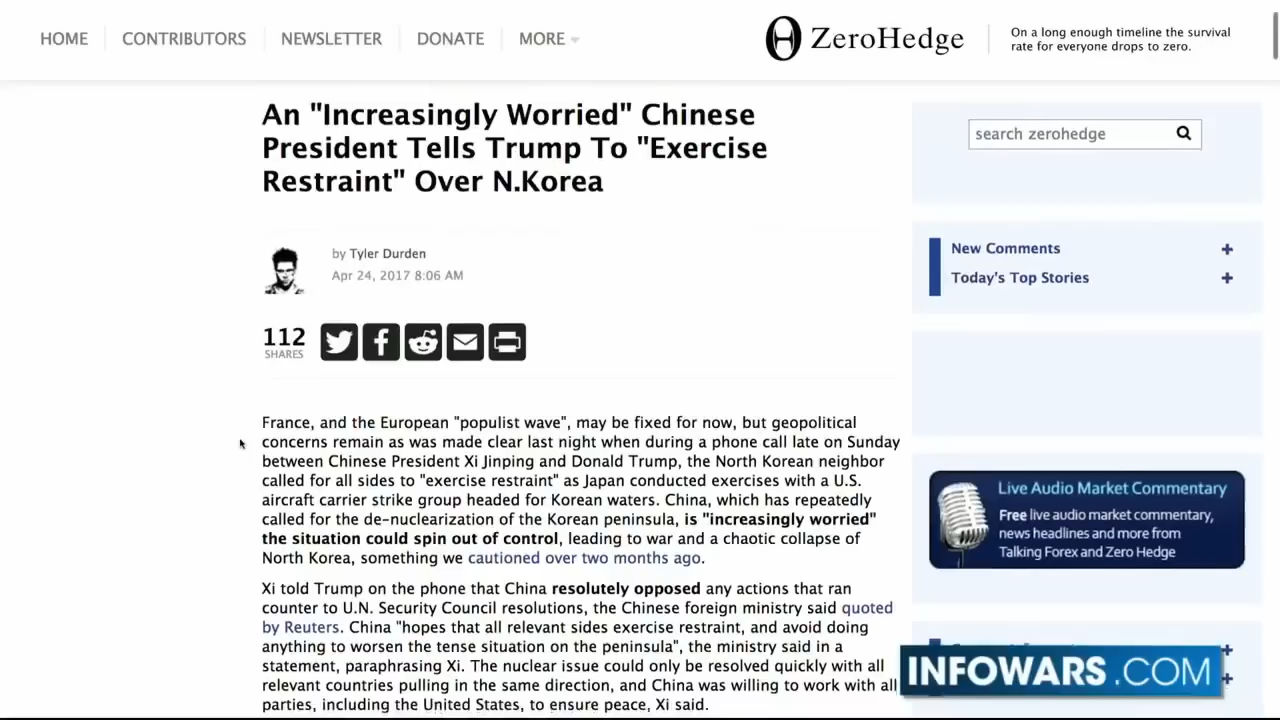 HOME
CONTRIBUTORS
NEWSLETTER
DONATE
MORE
ZeroHedge
On a long enough timeline the survival
rate for everyone drops to zero.
An "Increasingly Worried" Chinese
President Tells Trump To "Exercise
Restraint" Over N.Korea
by Tyler Durden
Apr 24, 2017 8:06 AM
112
SHARES
France, and the European "populist wave", may be fixed for now, but geopolitical
concerns remain as was made clear last night when during a phone call late on Sunday
between Chinese President Xi Jinping and Donald Trump, the North Korean neighbor
called for all sides to "exercise restraint" as Japan conducted exercises with a U.S.
aircraft carrier strike group headed for Korean waters. China, which has repeatedly
called for the de-nuclearization of the Korean peninsula, is "increasingly worried"
the situation could spin out of control, leading to war and a chaotic collapse of
North Korea, something we cautioned over two months ago.
Xi told Trump on the phone that China resolutely opposed any actions that ran
counter to U.N. Security Council resolutions, the Chinese foreign ministry said quoted
by Reuters. China "hopes that all relevant sides exercise restraint, and avoid doing
anything to worsen the tense situation on the peninsula", the ministry said in a
statement, paraphrasing Xi. The nuclear issue could only be resolved quickly with all
relevant countries pulling in the same direction, and China was willing to work with all
parties, including the United States, to ensure peace, Xi said.
search zerohedge
New Comments +
Today's Top Stories +
Live Audio Market Commentary
Free live audio market commentary,
news headlines and more from
Talking Forex and Zero Hedge
INFOWARS.COM